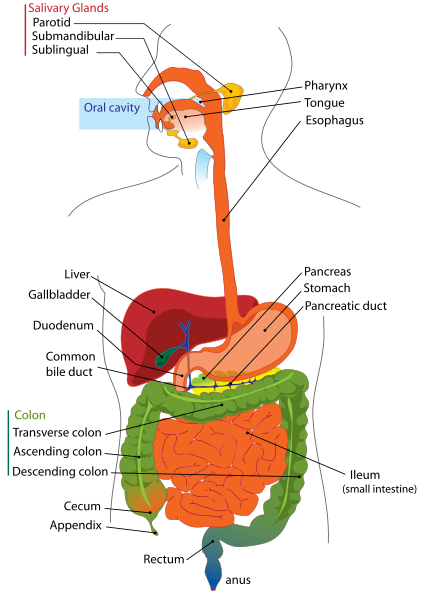 Salivary Glands
Parotid
Submandibular
Sublingual
Oral cavity
Pharynx
Tongue
Esophagus
Liver
Gallbladder
Duodenum
Common
bile duct
Pancreas
Stomach
Pancreatic duct
Colon
Transverse colon
Ascending colon
Descending colon
Cecum
Appendix
Ileum
(small intestine)
Rectum
anus